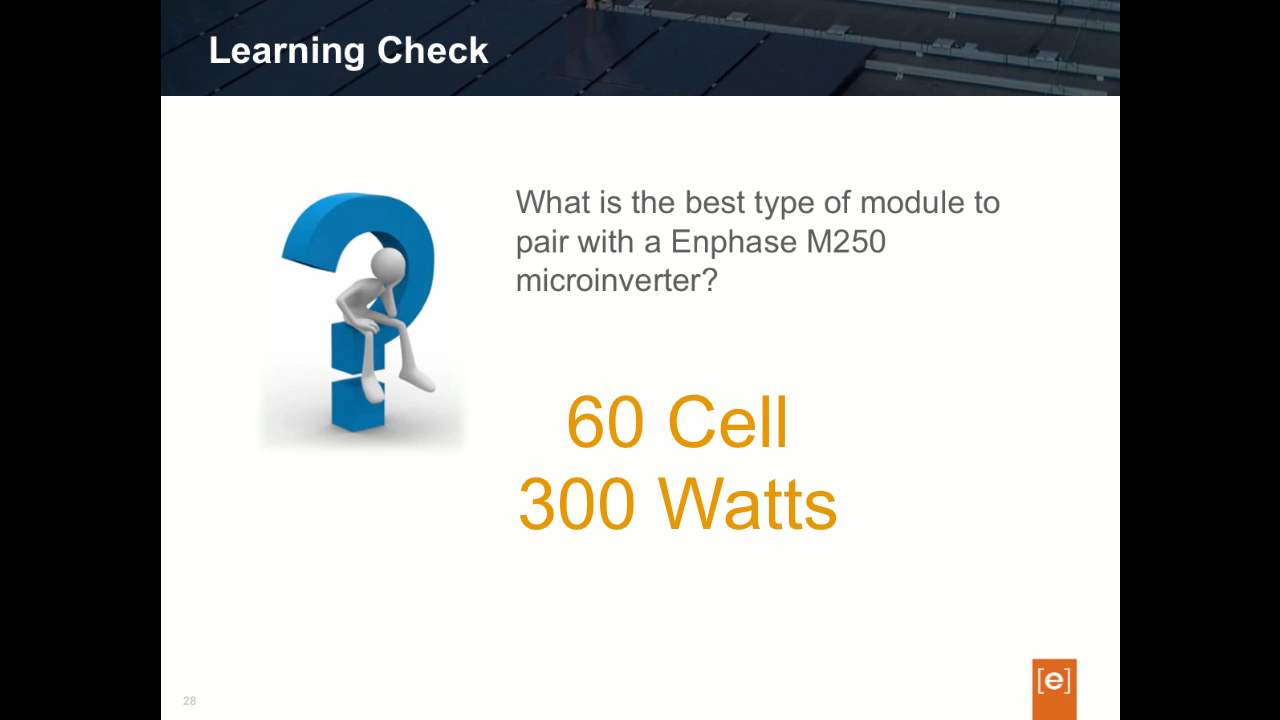 Learning Check
What is the best type of module to
pair with a Enphase M250
microinverter?
60 Cell
300 Watts
28
[e]